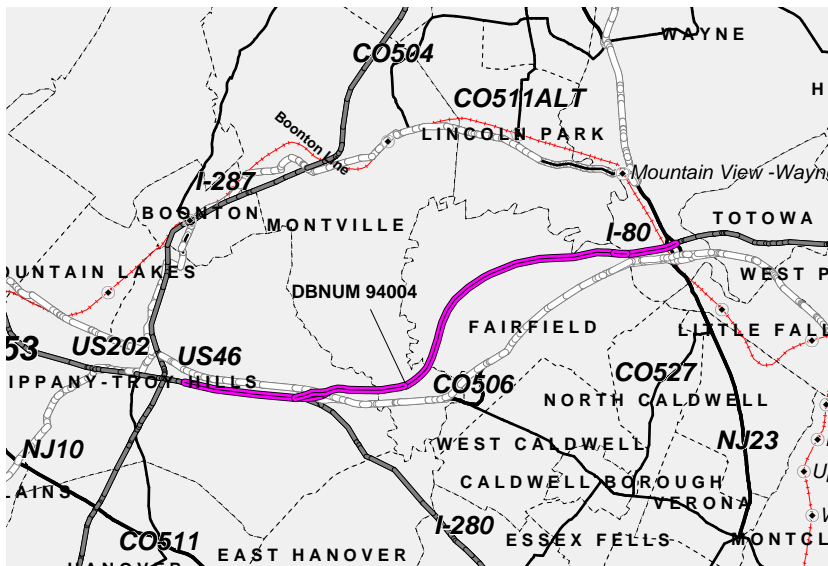 WAYNE
CO504
H
CO511ALT
LINCOLN PARK
Boonton Line
Mountain View -Wayn
I-287
BOONTON
MONTVILLE
TOTOWA
I-80
OUNTAIN LAKES
WEST P
DBNUM 94004
FAIRFIELD
LITTLE FALL
53
US202
US46
IPPANY-TROY HILLS
CO506
CO527
NORTH CALDWELL
NJ10
WEST CALDWELL
NJ23
CALDWELL BOROUGH
LAINS
VERONA
I-280
CO511
ESSEX FELLS
MONTCL
EAST HANOVER
HANOVER